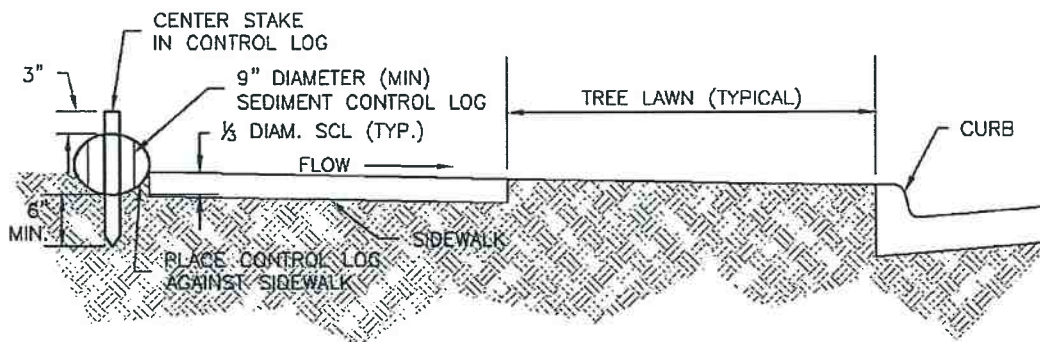 CENTER STAKE
IN CONTROL LOG
3"
9" DIAMETER (MIN)
SEDIMENT CONTROL LOG
⅓ DIAM. SCL (TYP.)
FLOW
TREE LAWN (TYPICAL)
CURB
6"
MIN.
SIDEWALK
PLACE CONTROL LOG
AGAINST SIDEWALK